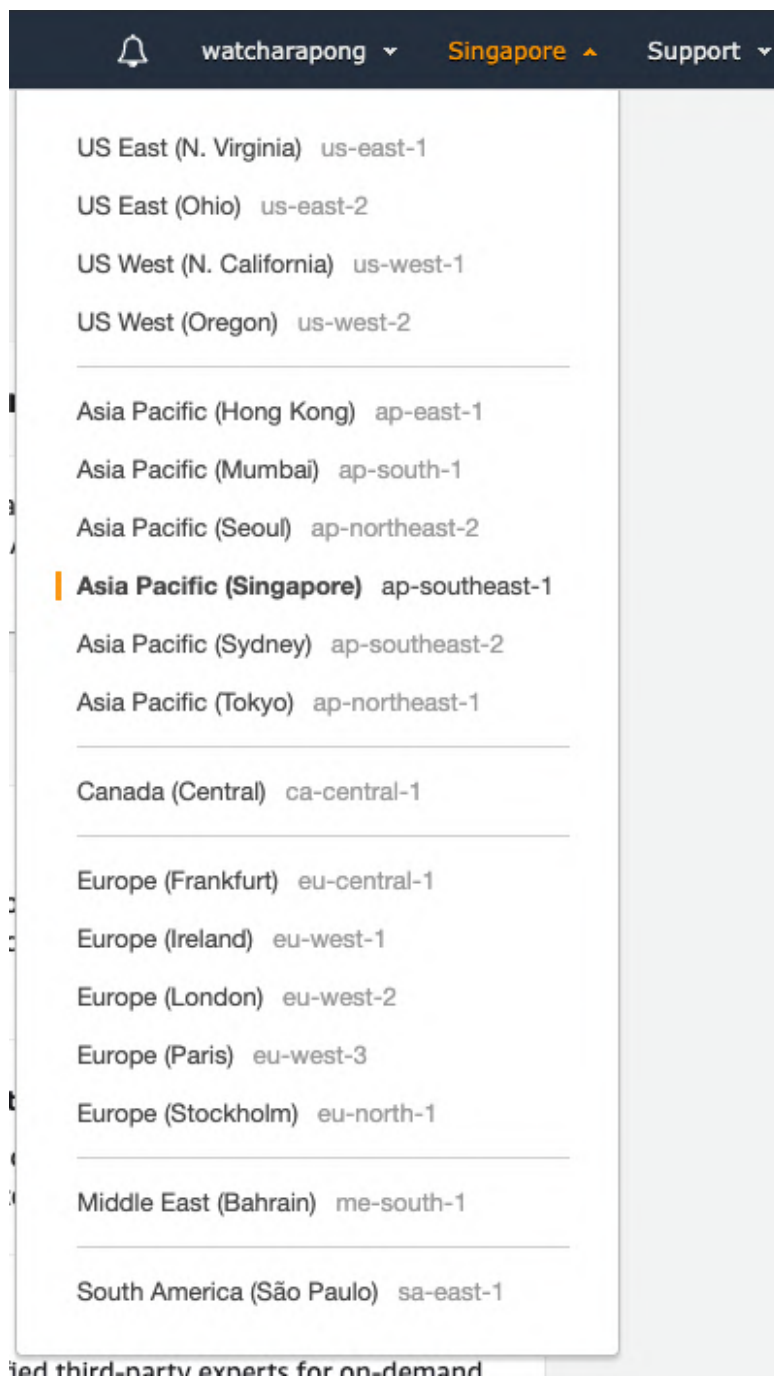 watcharapong Singapore Support
US East (N. Virginia) us-east-1
US East (Ohio) us-east-2
US West (N. California) us-west-1
US West (Oregon) us-west-2
Asia Pacific (Hong Kong) ap-east-1
Asia Pacific (Mumbai) ap-south-1
Asia Pacific (Seoul) ap-northeast-2
Asia Pacific (Singapore) ap-southeast-1
Asia Pacific (Sydney) ap-southeast-2
Asia Pacific (Tokyo) ap-northeast-1
Canada (Central) ca-central-1
Europe (Frankfurt) eu-central-1
Europe (Ireland) eu-west-1
Europe (London) eu-west-2
Europe (Paris) eu-west-3
Europe (Stockholm) eu-north-1
Middle East (Bahrain) me-south-1
South America (São Paulo) sa-east-1
third-party experts for on-demand